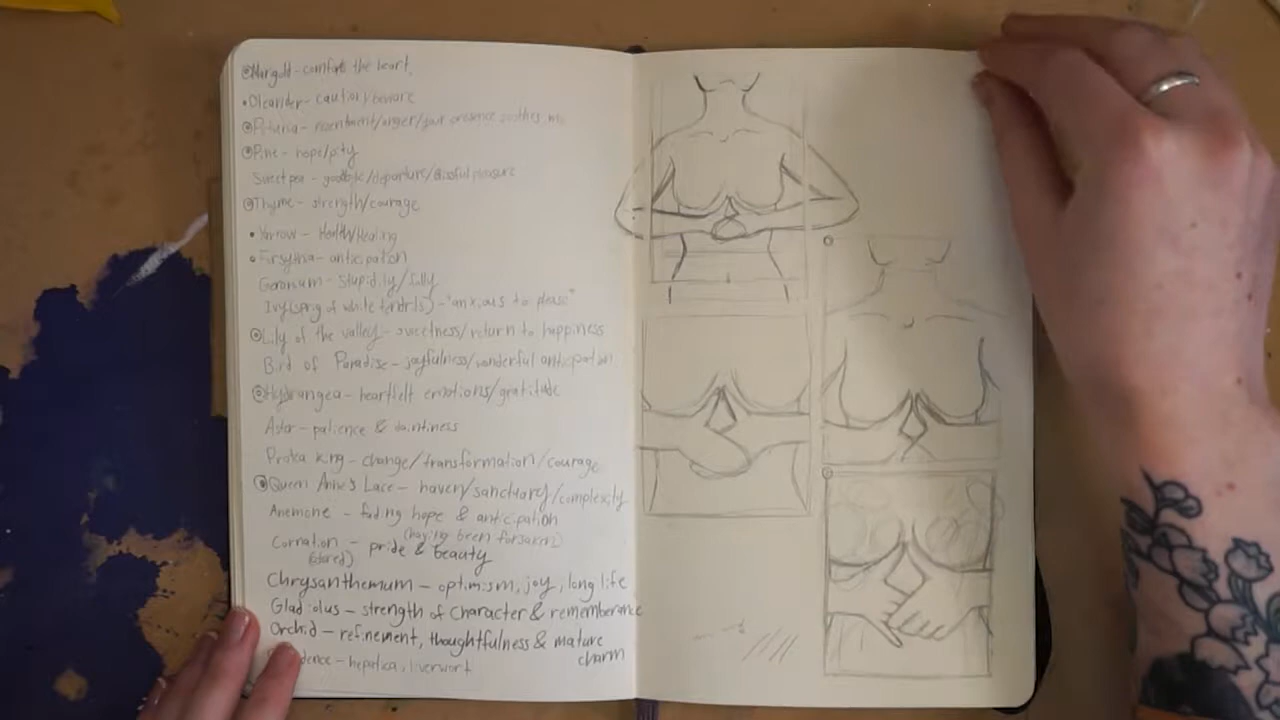 Marigold - comforts the heart
Oleander - caution/beware
Petunia - resentment/anger/your presence soothes me
Pine - hope/pity
Sweet pea - goodbye/departure/blissful pleasure
Thyme - strength/courage
Yarrow - Health/Healing
Forsythia - anticipation
Geranium - stupidity/folly
Ivy (sprig of white tendrils) - "anxious to please"
Lily of the valley - sweetness/return to happiness
Bird of Paradise - joyfulness/wonderful anticipation
Hydrangea - heartfelt emotions/gratitude
Aster - patience & daintiness
Protea king - change/transformation/courage
Queen Anne's Lace - haven/sanctuary/complexity
Anemone - fading hope & anticipation
(having been forsaken)
Carnation - pride & beauty
Chrysanthemum - optimism, joy, long life
Gladiolus - strength of character & rememberance
Orchid - refinement, thoughtfulness & mature
charm
- hepatica, liverwort